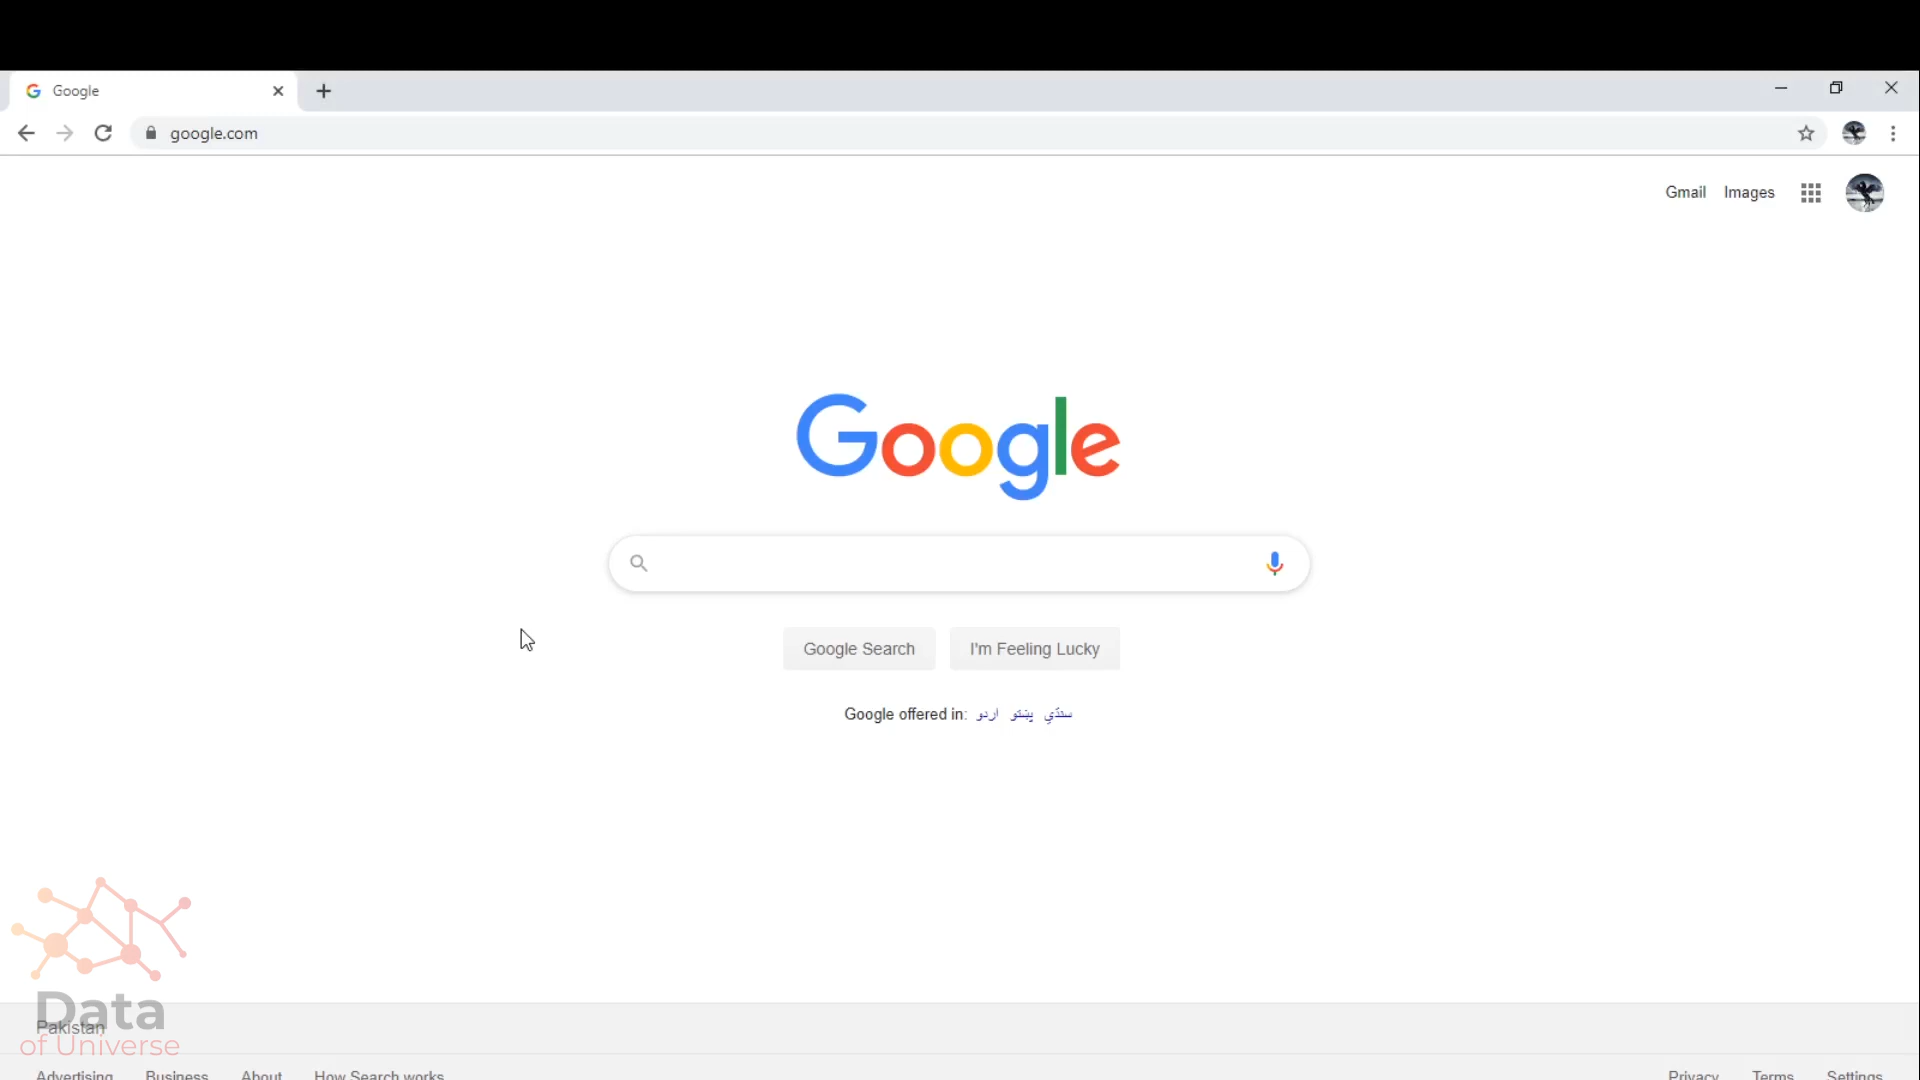 Google
google.com
Gmail Images
Google
Google Search I'm Feeling Lucky
Google offered in: اردو پښتو سنڌي
Data
Pakistan
of Universe
Advertising Business About How Search works Privacy Terms Settings